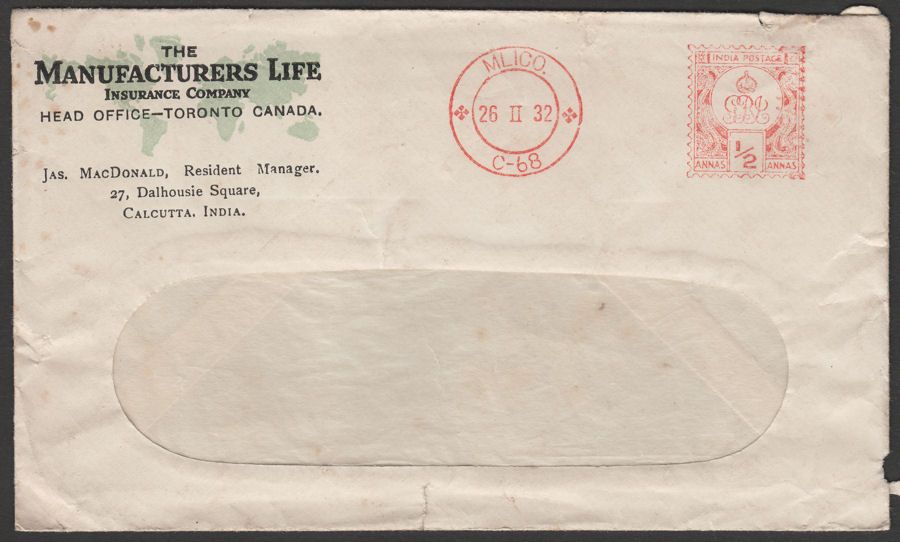 THE
MANUFACTURERS LIFE
INSURANCE COMPANY
HEAD OFFICE—TORONTO CANADA.
JAS. MACDONALD, Resident Manager.
27, Dalhousie Square,
CALCUTTA. INDIA.
MLICO.
26 II 32
C-68
INDIA POSTAGE
1/2
ANNAS ANNAS